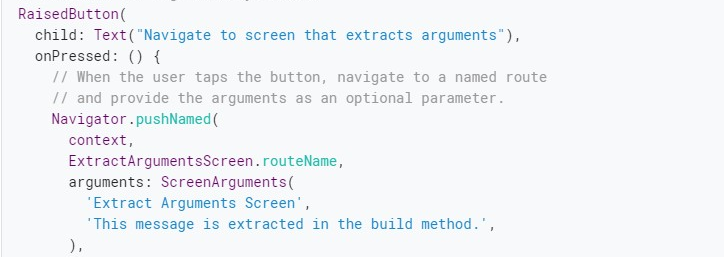 RaisedButton(
child: Text("Navigate to screen that extracts arguments"),
onPressed: () {
// When the user taps the button, navigate to a named route
// and provide the arguments as an optional parameter.
Navigator.pushNamed(
context,
ExtractArgumentsScreen.routeName,
arguments: ScreenArguments(
'Extract Arguments Screen',
'This message is extracted in the build method.',
),